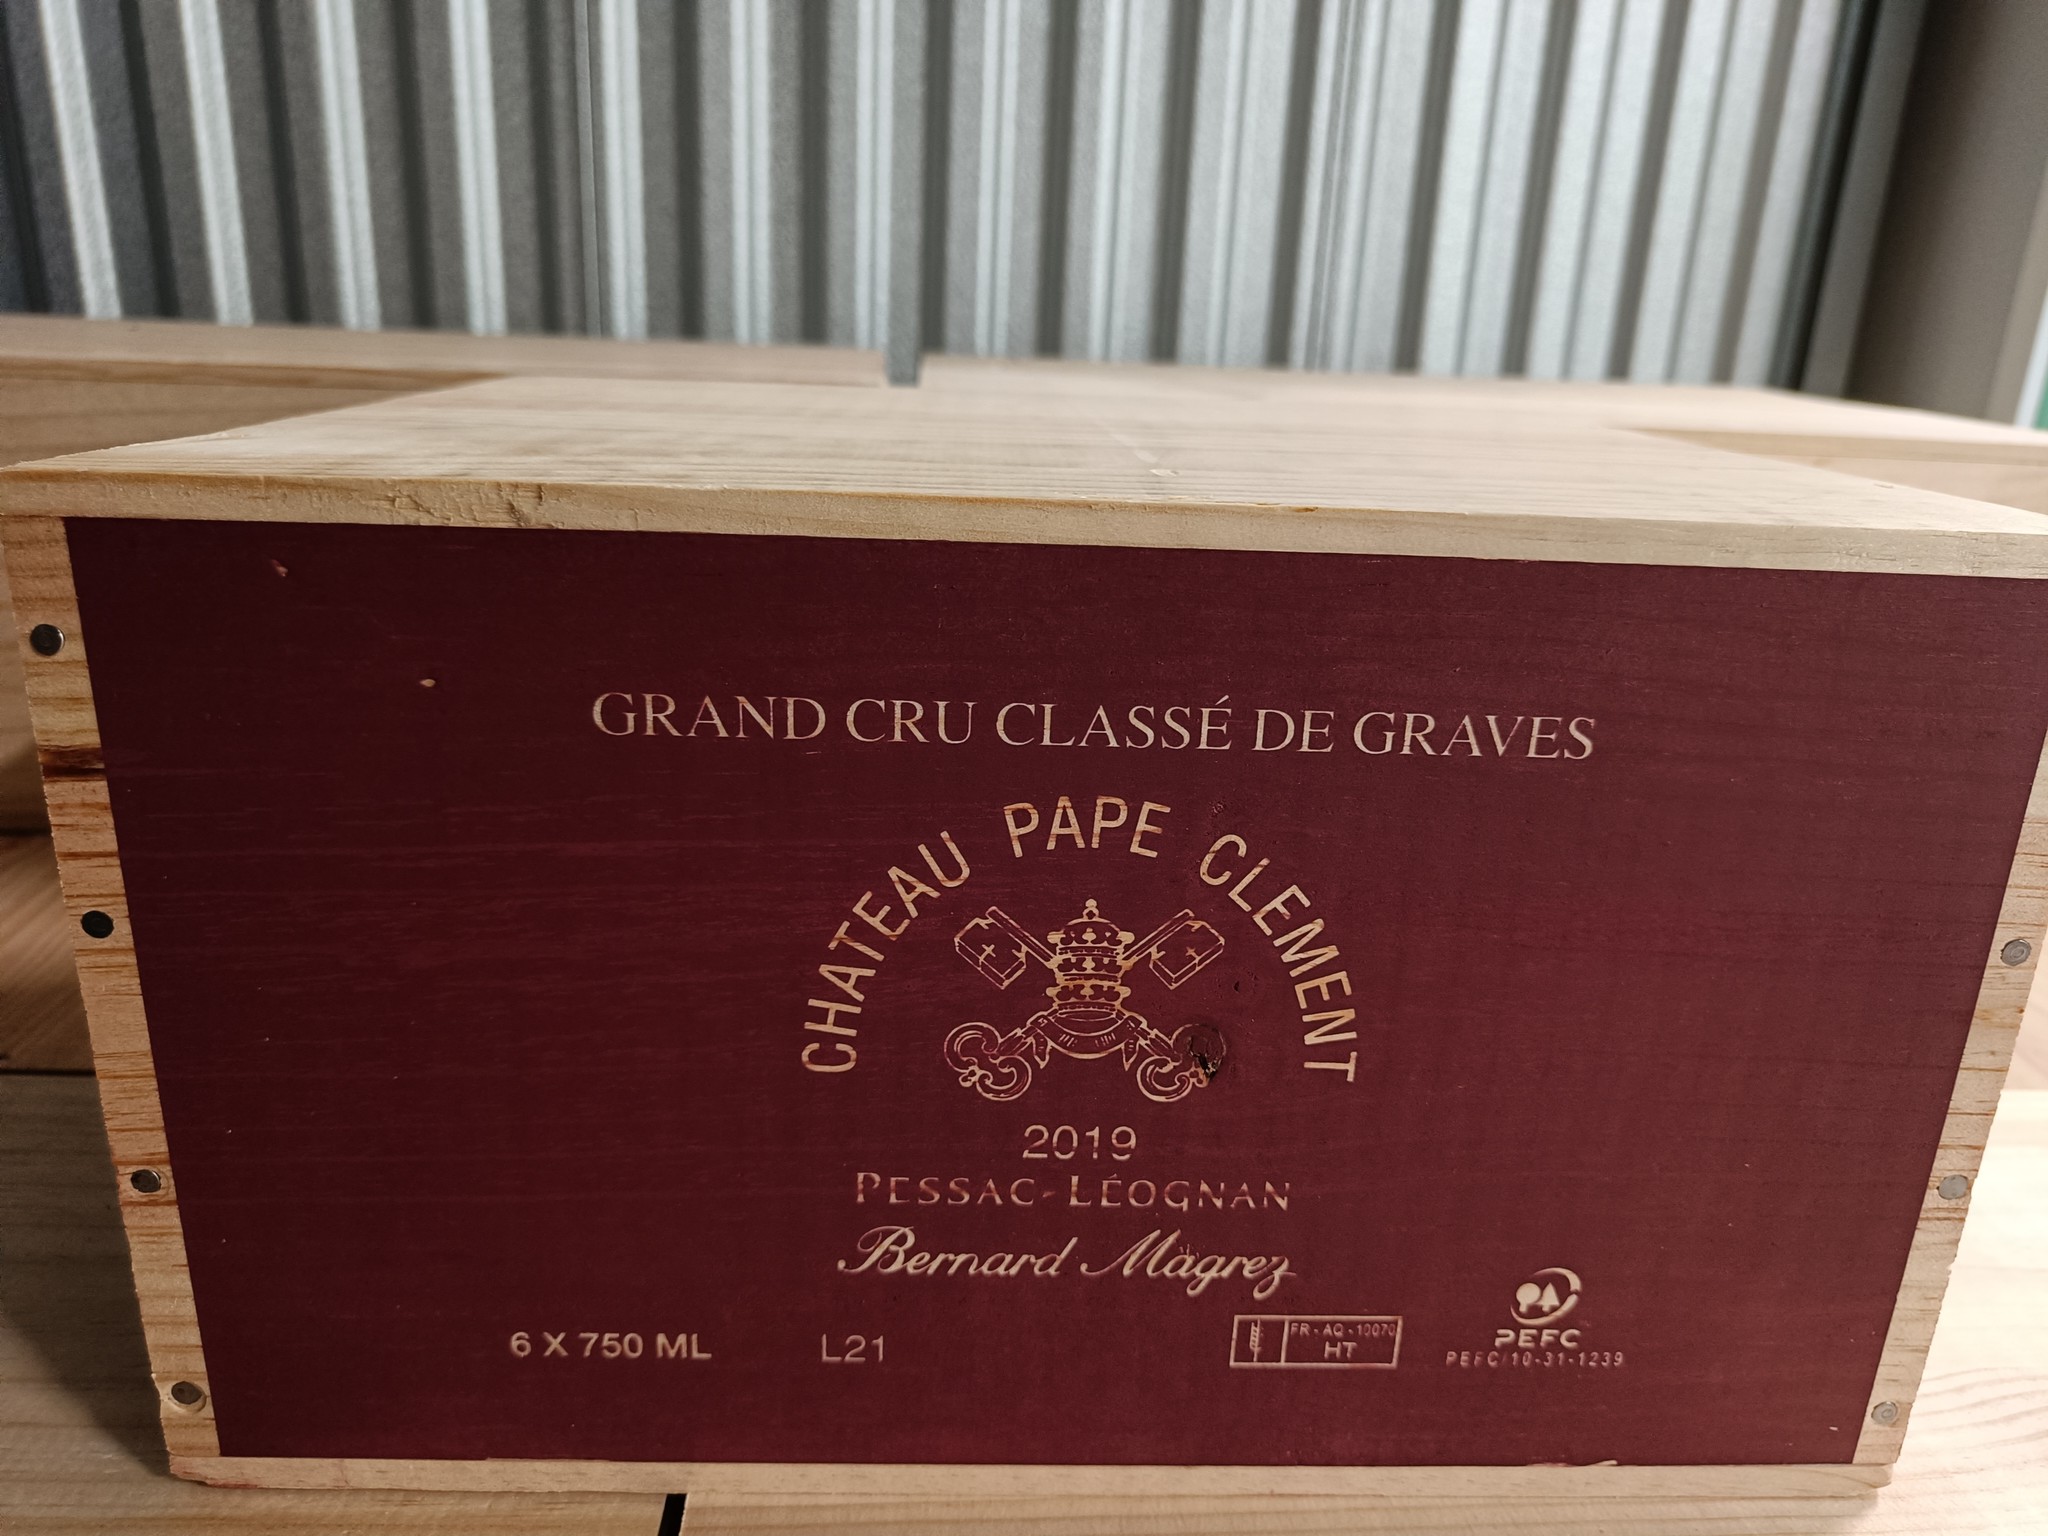 GRAND CRU CLASSÉ DE GRAVES
CHATEAU PAPE CLEMENT
2019
PESSAC-LÉOGNAN
Bernard Magrez
6 X 750 ML
L21
FR-AQ-10070
HT
PEFC
PEFC/10-31-1239